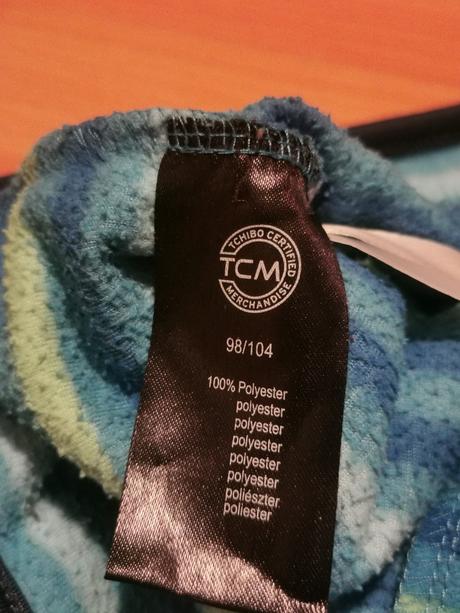 TCHIBO CERTIFIED
TCM
MERCHANDISE
98/104
100% Polyester
polyester
polyester
polyester
polyester
polyester
poliészter
poliester